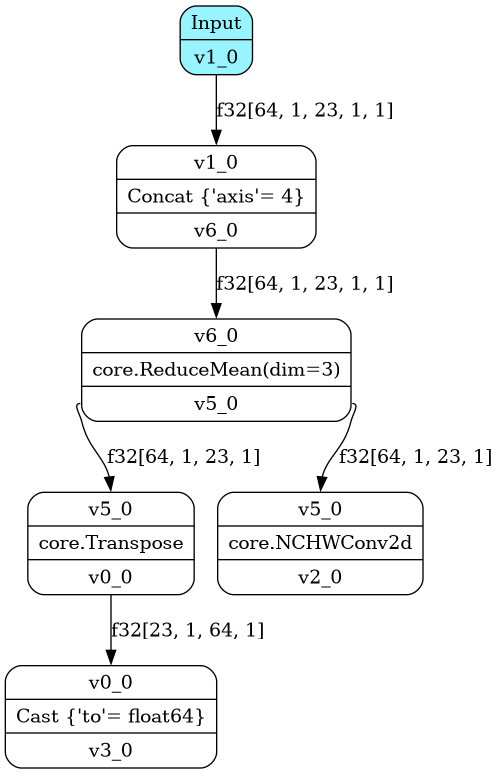 Input
v1_0
f32[64, 1, 23, 1, 1]
v1_0
Concat {'axis'= 4}
v6_0
f32[64, 1, 23, 1, 1]
v6_0
core.ReduceMean(dim=3)
v5_0
f32[64, 1, 23, 1]
f32[64, 1, 23, 1]
v5_0
core.Transpose
v0_0
v5_0
core.NCHWConv2d
v2_0
f32[23, 1, 64, 1]
v0_0
Cast {'to'= float64}
v3_0